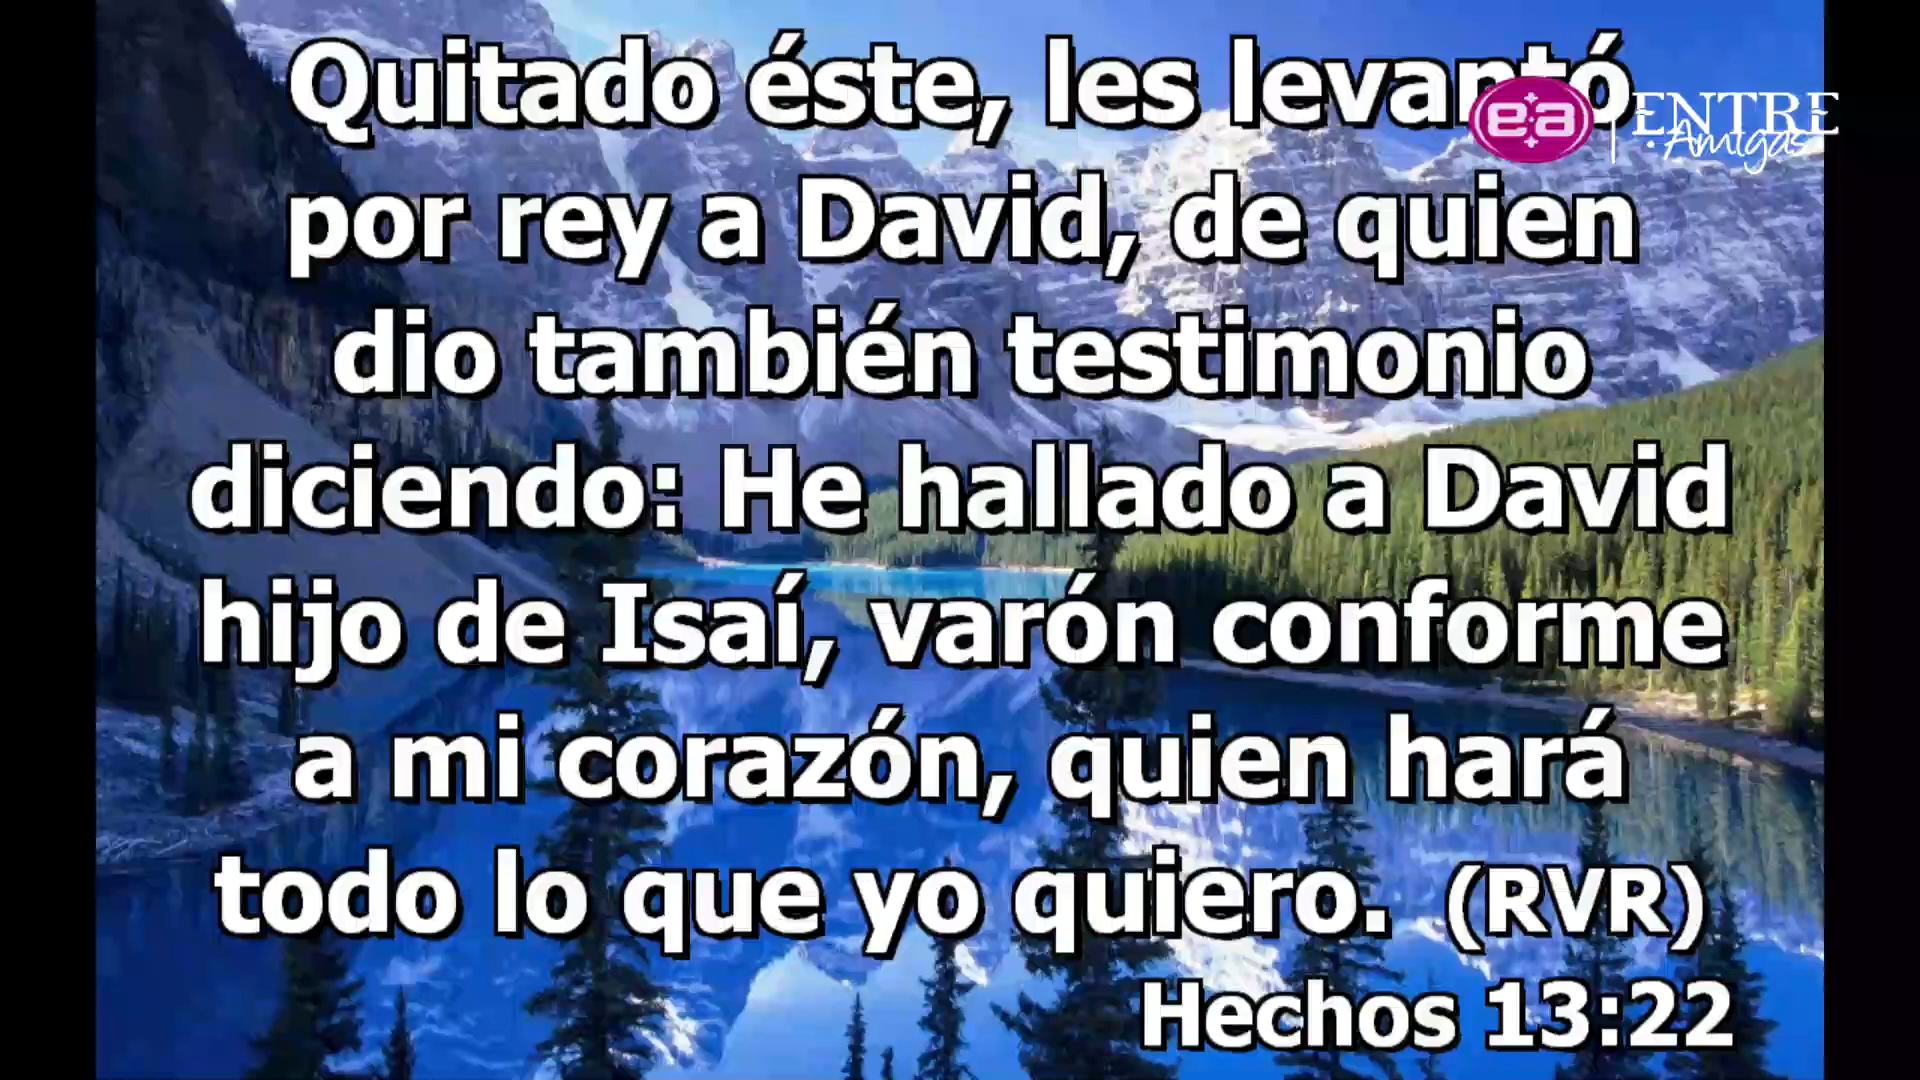 Quitado éste, les levantó
por rey a David, de quien
dio también testimonio
diciendo: He hallado a David
hijo de Isaí, varón conforme
a mi corazón, quien hará
todo lo que yo quiero. (RVR)
Hechos 13:22
ea
ENTRE
Amigas